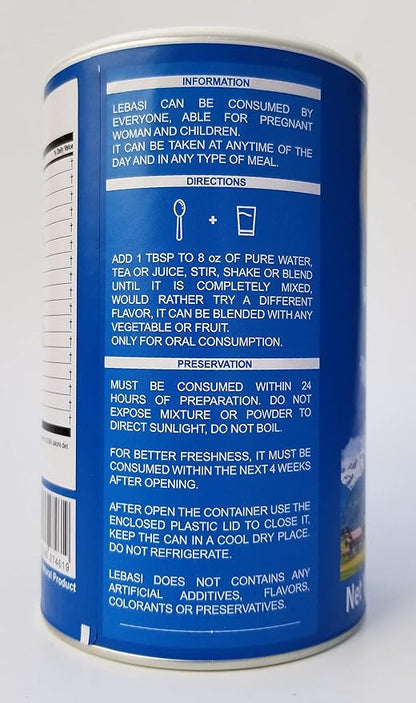 % Daily Value
INFORMATION
LEBASI CAN BE CONSUMED BY
EVERYONE, ABLE FOR PREGNANT
WOMAN AND CHILDREN.
IT CAN BE TAKEN AT ANYTIME OF THE
DAY AND IN ANY TYPE OF MEAL.
DIRECTIONS
+
ADD 1 TBSP TO 8 oz OF PURE WATER,
TEA OR JUICE, STIR, SHAKE OR BLEND
UNTIL IT IS COMPLETELY MIXED,
WOULD RATHER TRY A DIFFERENT
FLAVOR, IT CAN BE BLENDED WITH ANY
VEGETABLE OR FRUIT.
ONLY FOR ORAL CONSUMPTION.
PRESERVATION
MUST BE CONSUMED WITHIN 24
HOURS OF PREPARATION. DO NOT
EXPOSE MIXTURE OR POWDER TO
DIRECT SUNLIGHT, DO NOT BOIL.
FOR BETTER FRESHNESS, IT MUST BE
CONSUMED WITHIN THE NEXT 4 WEEKS
AFTER OPENING.
AFTER OPEN THE CONTAINER USE THE
ENCLOSED PLASTIC LID TO CLOSE IT,
KEEP THE CAN IN A COOL DRY PLACE.
DO NOT REFRIGERATE.
LEBASI DOES NOT CONTAINS ANY
ARTIFICIAL ADDITIVES, FLAVORS,
COLORANTS OR PRESERVATIVES.
calorie diet.
274619
Product
Net